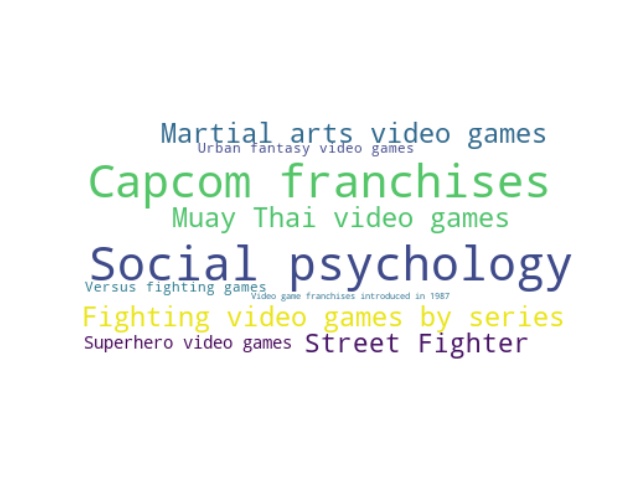 Martial arts video games
Urban fantasy video games
Capcom franchises
Muay Thai video games
Social psychology
Versus fighting games
Video game franchises introduced in 1987
Fighting video games by series
Superhero video games
Street Fighter